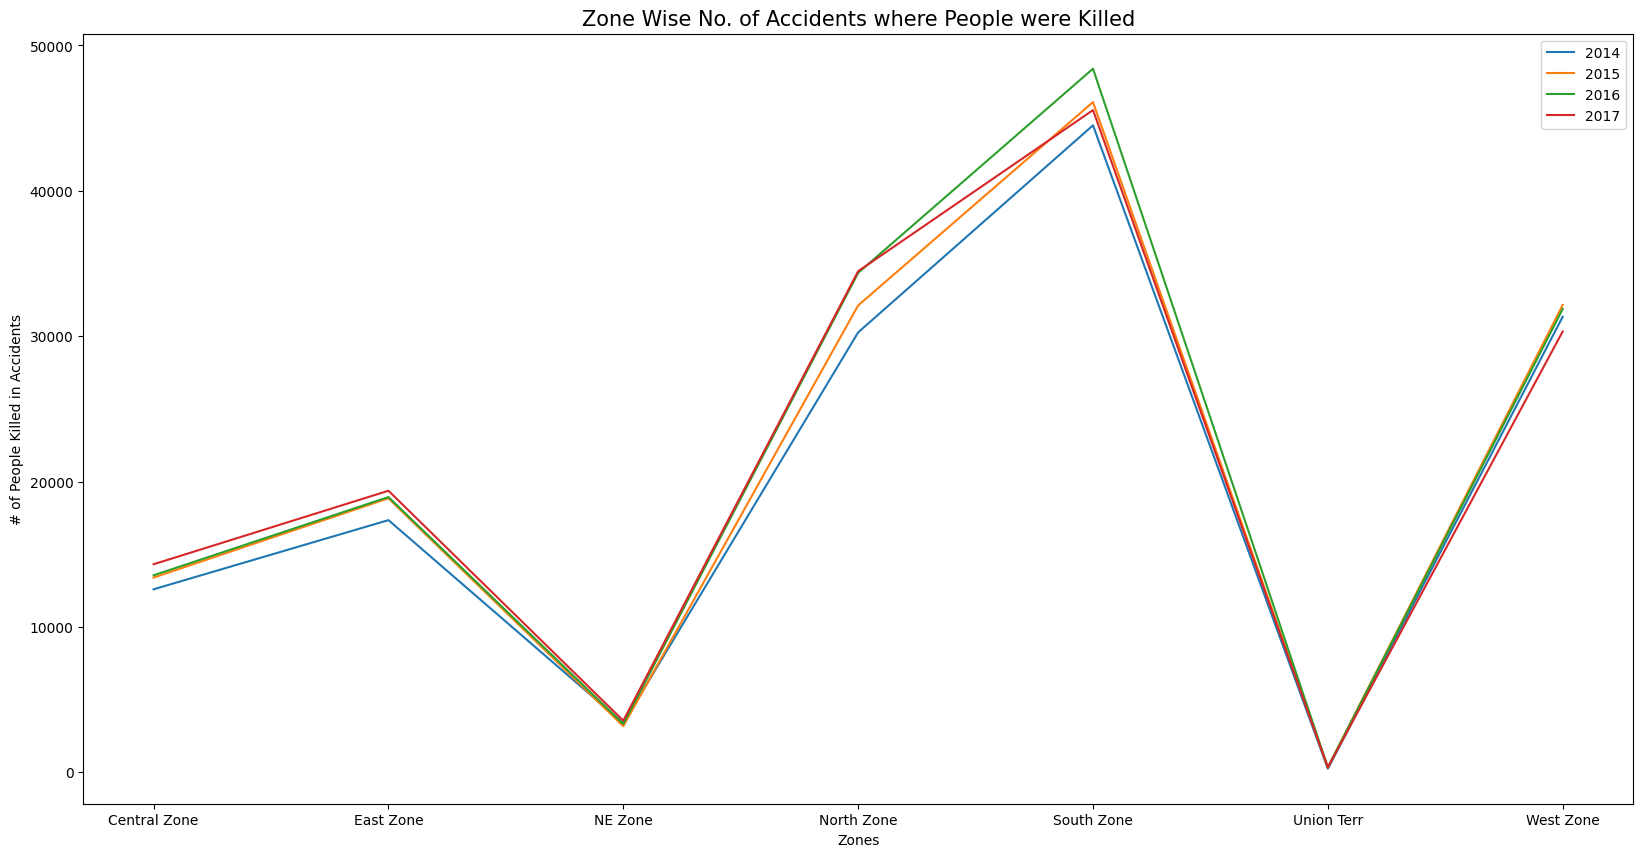 Zone Wise No. of Accidents where People were Killed
50000
40000
30000
20000
10000
0
# of People Killed in Accidents
2014
2015
2016
2017
Central Zone
East Zone
NE Zone
North Zone
South Zone
Union Terr
West Zone
Zones